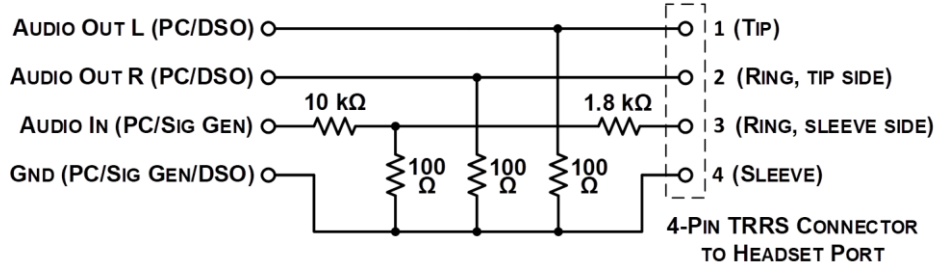 AUDIO OUT L (PC/DSO)
1 (TIP)
AUDIO OUT R (PC/DSO)
2 (RING, TIP SIDE)
10 kΩ
1.8 kΩ
AUDIO IN (PC/SIG GEN)
3 (RING, SLEEVE SIDE)
GND (PC/SIG GEN/DSO)
100
Ω
100
Ω
100
Ω
4 (SLEEVE)
4-PIN TRRS CONNECTOR
TO HEADSET PORT